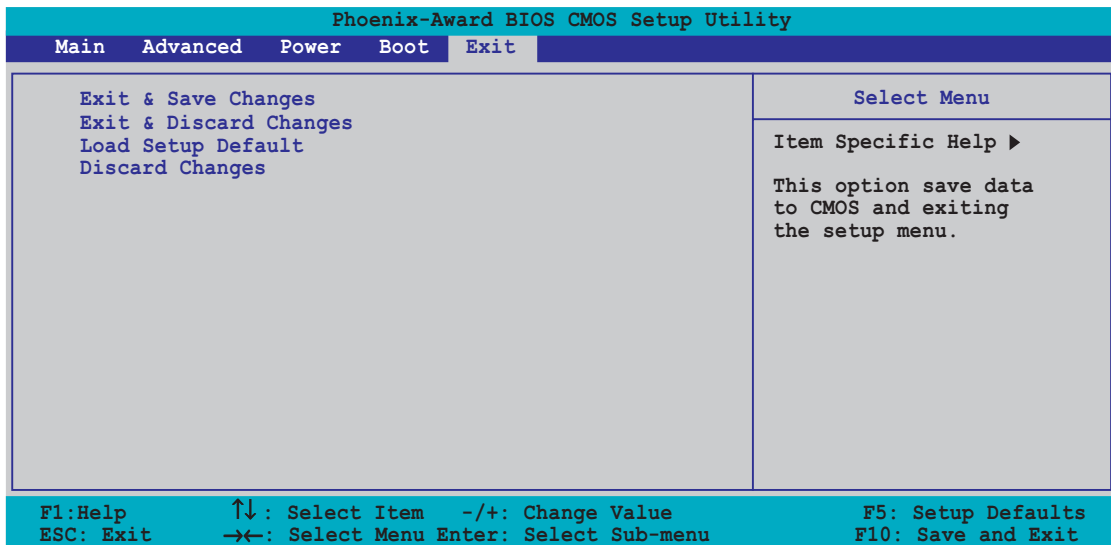 Phoenix-Award BIOS CMOS Setup Utility
Main Advanced Power Boot Exit
Exit & Save Changes
Exit & Discard Changes
Load Setup Default
Discard Changes
Select Menu
Item Specific Help ▶
This option save data
to CMOS and exiting
the setup menu.
F1:Help ↑↓: Select Item -/+: Change Value F5: Setup Defaults
ESC: Exit →←: Select Menu Enter: Select Sub-menu F10: Save and Exit